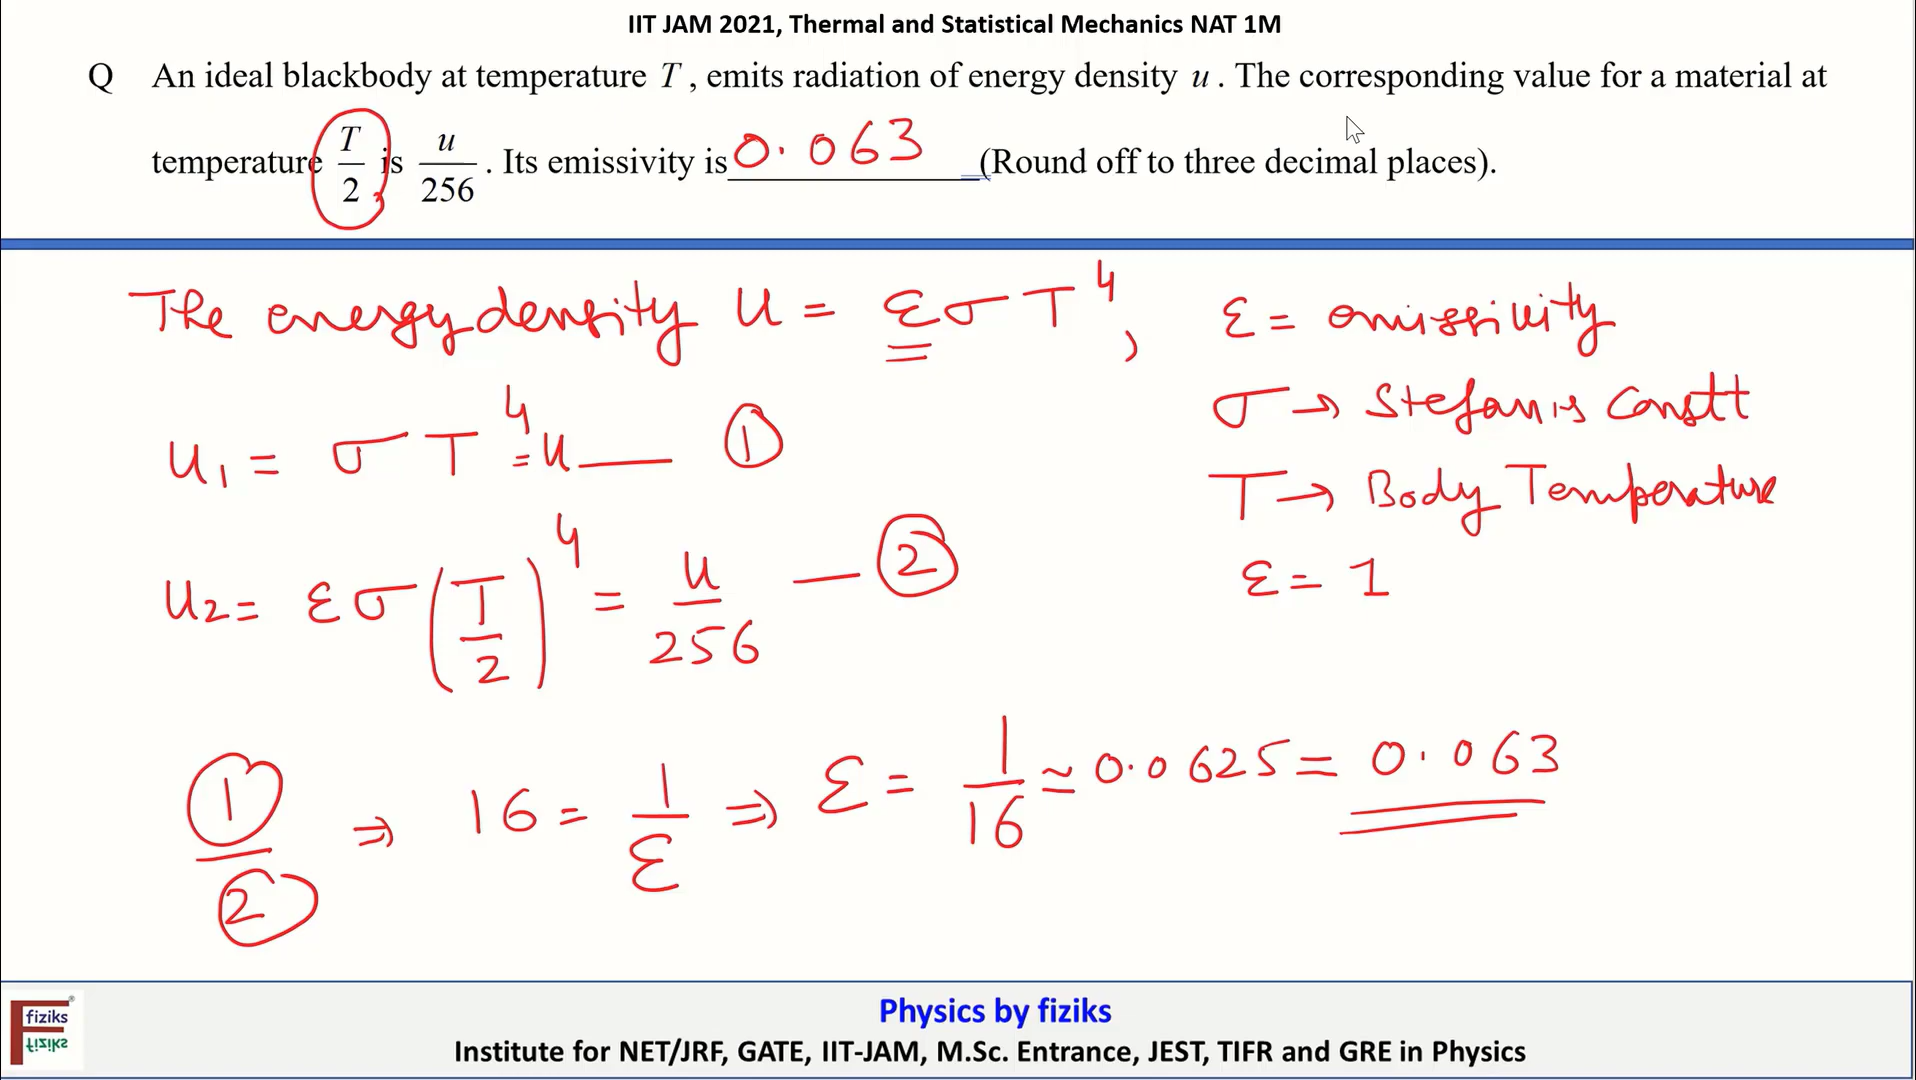 IIT JAM 2021, Thermal and Statistical Mechanics NAT 1M
Q An ideal blackbody at temperature T , emits radiation of energy density u . The corresponding value for a material at
temperature T/2 is u/256 . Its emissivity is 0.063 (Round off to three decimal places).
The energy density u = εσT⁴, ε = emissivity
σ → Stefan's Constt
u₁ = σT⁴ = u — ①
T → Body Temperature
u₂ = εσ(T/2)⁴ = u/256 — ②
ε = 1
①/② ⇒ 16 = 1/ε ⇒ ε = 1/16 ≃ 0.0625 = 0.063
fiziks
fiziks
Physics by fiziks
Institute for NET/JRF, GATE, IIT-JAM, M.Sc. Entrance, JEST, TIFR and GRE in Physics